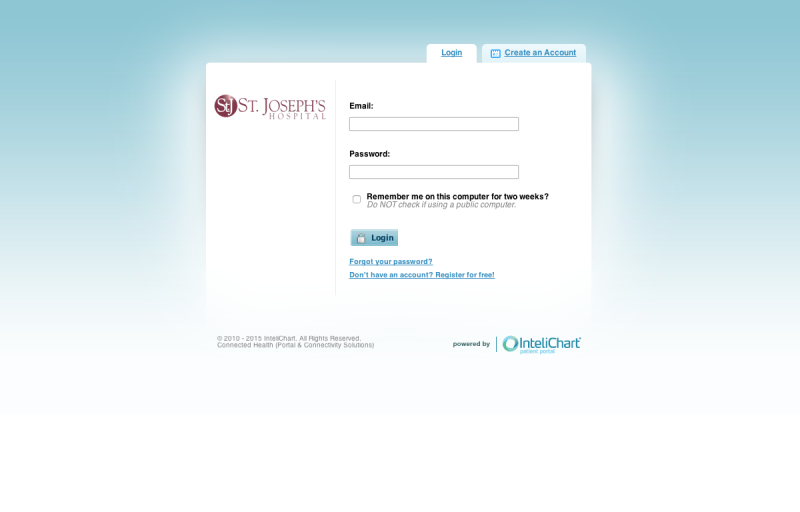 Login
Create an Account
StJ ST. JOSEPH'S
HOSPITAL
Email:
Password:
Remember me on this computer for two weeks?
Do NOT check if using a public computer.
Login
Forgot your password?
Don't have an account? Register for free!
© 2010 - 2015 InteliChart. All Rights Reserved.
Connected Health (Portal & Connectivity Solutions)
powered by
InteliChart
patient portal